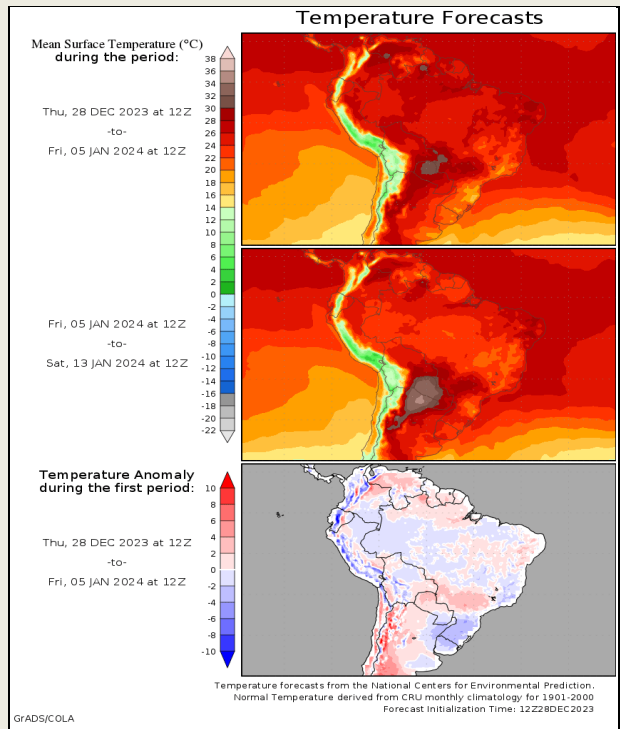 Temperature Forecasts
Mean Surface Temperature (°C)
during the period:
Thu, 28 DEC 2023 at 12Z
-to-
Fri, 05 JAN 2024 at 12Z
38
36
34
32
30
28
26
24
22
20
18
16
14
12
10
8
6
4
2
0
-2
-4
-6
-8
-10
-12
-14
-16
-18
-20
-22
Fri, 05 JAN 2024 at 12Z
-to-
Sat, 13 JAN 2024 at 12Z
Temperature Anomaly
during the first period:
Thu, 28 DEC 2023 at 12Z
-to-
Fri, 05 JAN 2024 at 12Z
10
8
6
4
2
0
-2
-4
-6
-8
-10
Temperature forecasts from the National Centers for Environmental Prediction.
Normal Temperature derived from CRU monthly climatology for 1901-2000
Forecast Initialization Time: 12Z28DEC2023
GrADS/COLA